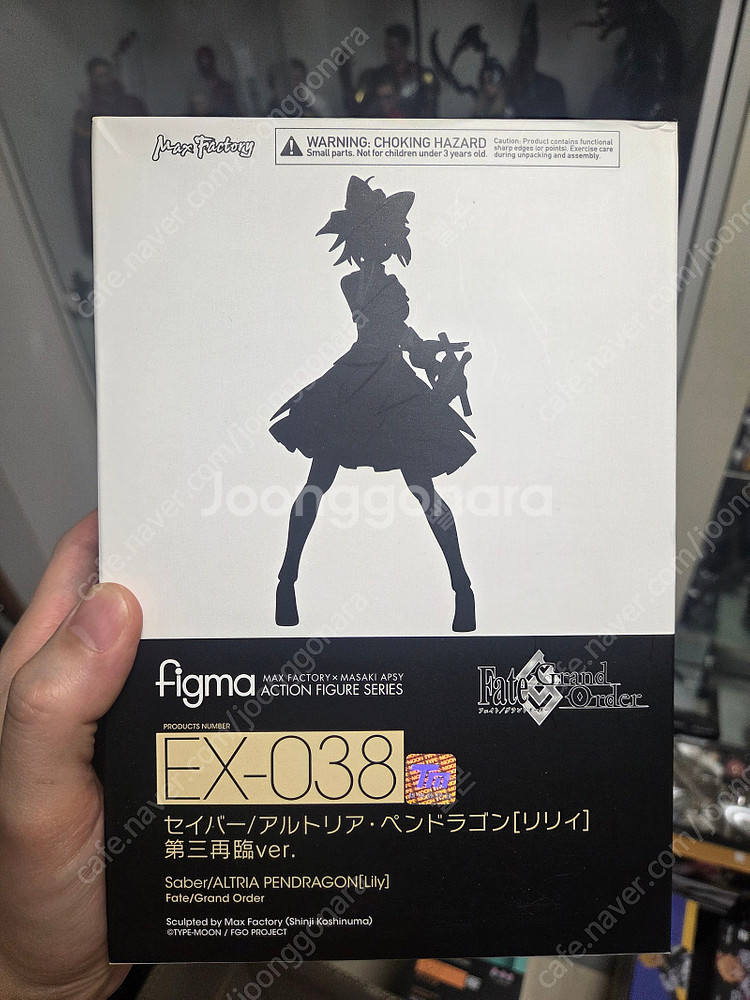 Max Factory
WARNING: CHOKING HAZARD
Small parts. Not for children under 3 years old.
Caution: Product contains functional
sharp edges (or points). Exercise care
during unpacking and assembly.
Joonggonara
figma
MAX FACTORY×MASAKI APSY
ACTION FIGURE SERIES
Fate/Grand Order
PRODUCTS NUMBER
EX-038
セイバー/アルトリア・ペンドラゴン[リリィ]
第三再臨ver.
Saber/ALTRIA PENDRAGON[Lily]
Fate/Grand Order
Sculpted by Max Factory (Shinji Koshinuma)
©TYPE-MOON / FGO PROJECT
cafe.naver.com/joonggonara